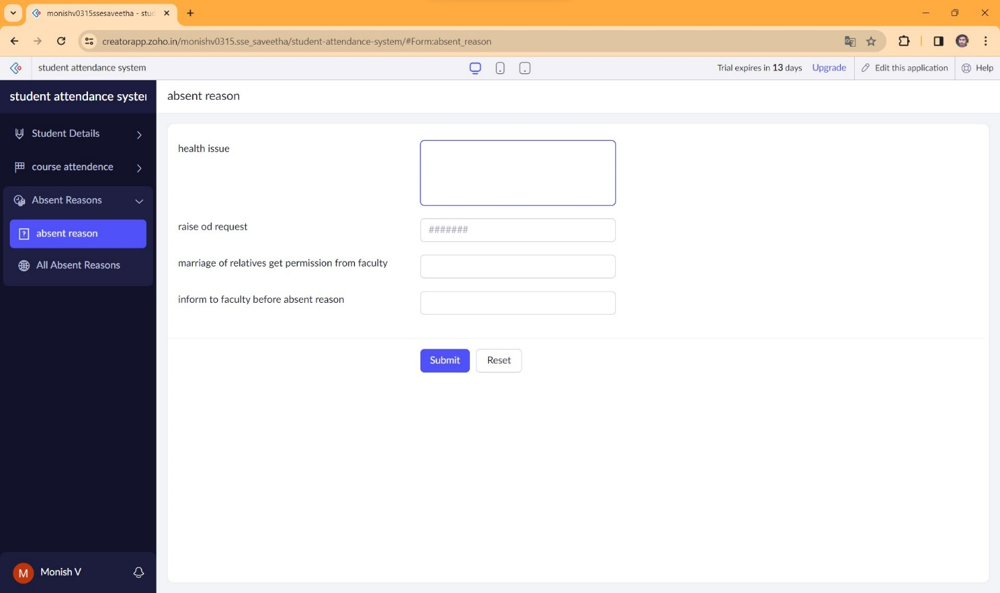 monishv0315ssesaveetha - stuc
creatorapp.zoho.in/monishv0315.sse_saveetha/student-attendance-system/#Form:absent_reason
student attendance system
Trial expires in 13 days Upgrade Edit this application Help
student attendance syster
absent reason
Student Details
course attendence
Absent Reasons
absent reason
All Absent Reasons
health issue
raise od request
#######
marriage of relatives get permission from faculty
inform to faculty before absent reason
Submit Reset
M Monish V